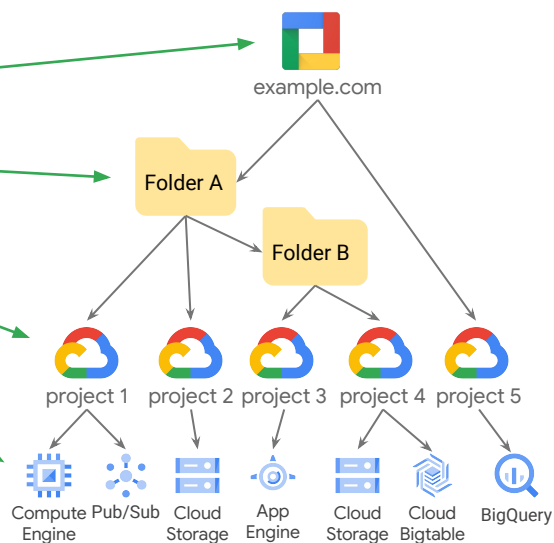 example.com
Folder A
Folder B
project 1
project 2
project 3
project 4
project 5
Compute
Engine
Pub/Sub
Cloud
Storage
App
Engine
Cloud
Storage
Cloud
Bigtable
BigQuery